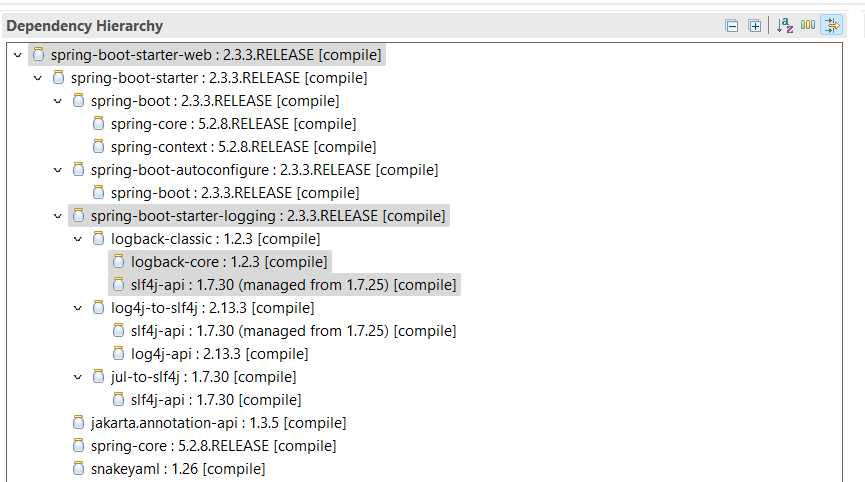 Dependency Hierarchy
spring-boot-starter-web : 2.3.3.RELEASE [compile]
spring-boot-starter : 2.3.3.RELEASE [compile]
spring-boot : 2.3.3.RELEASE [compile]
spring-core : 5.2.8.RELEASE [compile]
spring-context : 5.2.8.RELEASE [compile]
spring-boot-autoconfigure : 2.3.3.RELEASE [compile]
spring-boot : 2.3.3.RELEASE [compile]
spring-boot-starter-logging : 2.3.3.RELEASE [compile]
logback-classic : 1.2.3 [compile]
logback-core : 1.2.3 [compile]
slf4j-api : 1.7.30 (managed from 1.7.25) [compile]
log4j-to-slf4j : 2.13.3 [compile]
slf4j-api : 1.7.30 (managed from 1.7.25) [compile]
log4j-api : 2.13.3 [compile]
jul-to-slf4j : 1.7.30 [compile]
slf4j-api : 1.7.30 [compile]
jakarta.annotation-api : 1.3.5 [compile]
spring-core : 5.2.8.RELEASE [compile]
snakeyaml : 1.26 [compile]